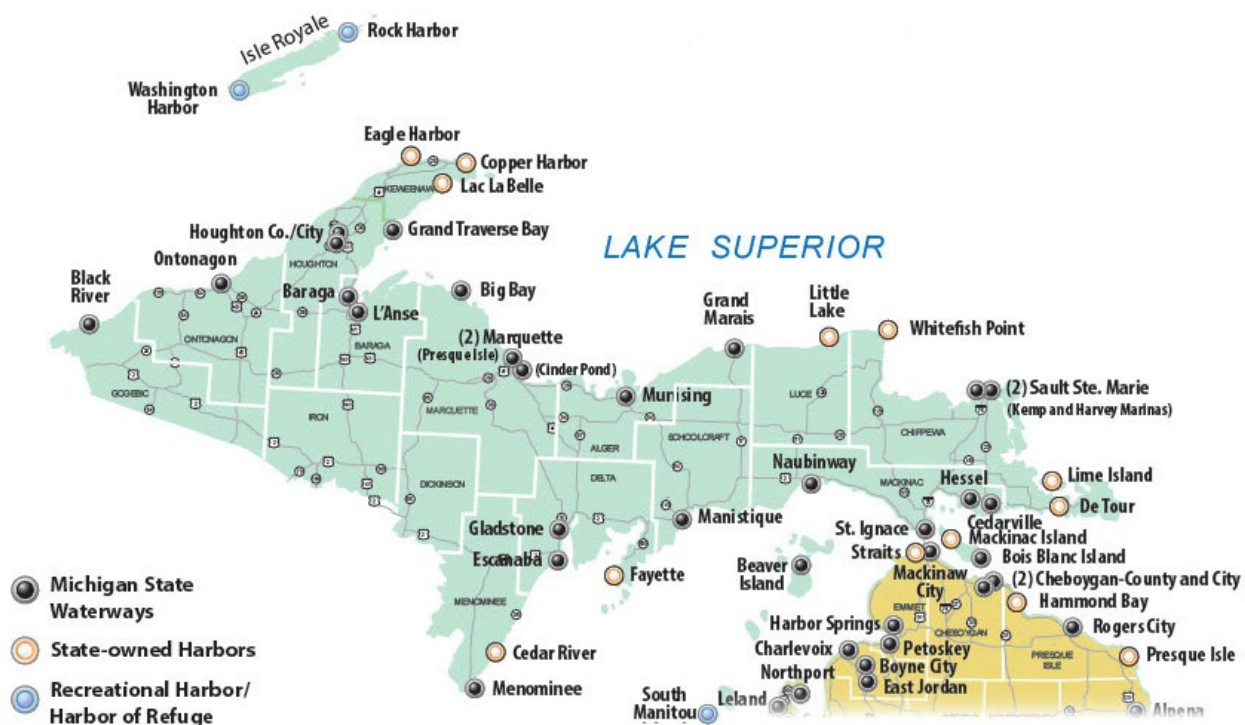 Isle Royale
Rock Harbor
Washington
Harbor
Eagle Harbor
Copper Harbor
KEWEENAW
Lac La Belle
Houghton Co./City
Grand Traverse Bay
LAKE SUPERIOR
HOUGHTON
Ontonagon
Black
River
Baraga
L'Anse
Big Bay
Grand
Marais
Little
Lake
Whitefish Point
ONTONAGON
BARAGA
(2) Marquette
(Presque Isle)
(Cinder Pond)
Munising
(2) Sault Ste. Marie
(Kemp and Harvey Marinas)
GOGEBIC
IRON
MARQUETTE
ALGER
SCHOOLCRAFT
LUCE
CHIPPEWA
Naubinway
MACKINAC
Hessel
Lime Island
DICKINSON
DELTA
De Tour
Cedarville
Gladstone
Manistique
St. Ignace
Mackinac Island
Escanaba
Straits
Bois Blanc Island
Fayette
Beaver
Island
Mackinaw
City
(2) Cheboygan-County and City
Michigan State
Waterways
MENOMINEE
EMMET
Hammond Bay
Harbor Springs
CHEBOYGAN
Rogers City
State-owned Harbors
Cedar River
Charlevoix
Petoskey
PRESQUE
ISLE
Presque Isle
Northport
Boyne City
Recreational Harbor/
Harbor of Refuge
Menominee
East Jordan
South
Manitou
Leland
Alpena